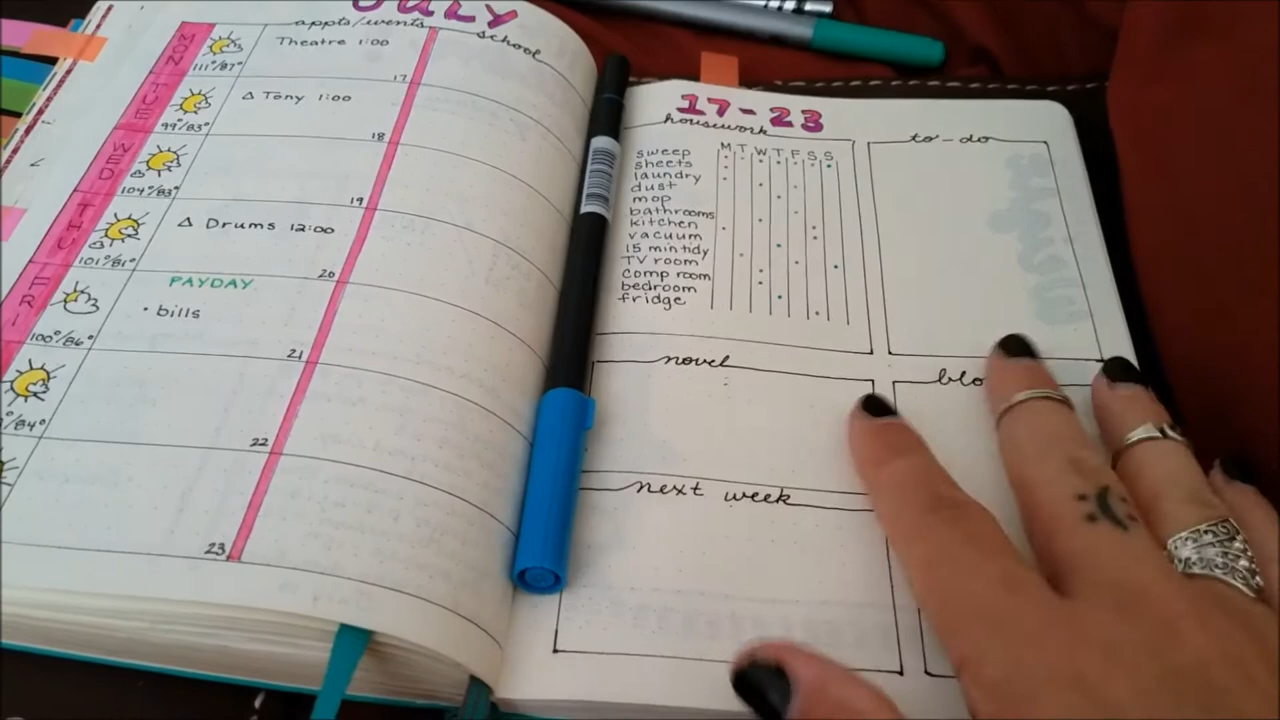 JULY
appts/events
school
MON
Theatre 1:00
111°/87°
17
TUE
Δ Tony 1:00
99°/83°
18
WED
104°/83°
19
THU
Δ Drums 12:00
101°/81°
20
FRI
PAYDAY
• bills
100°/86°
21
/84°
22
23
17-23
housework
M T W T F S S
sweep
sheets
laundry
dust
mop
bathrooms
kitchen
vacuum
15 min tidy
TV room
comp room
bedroom
fridge
to-do
novel
blo
next week